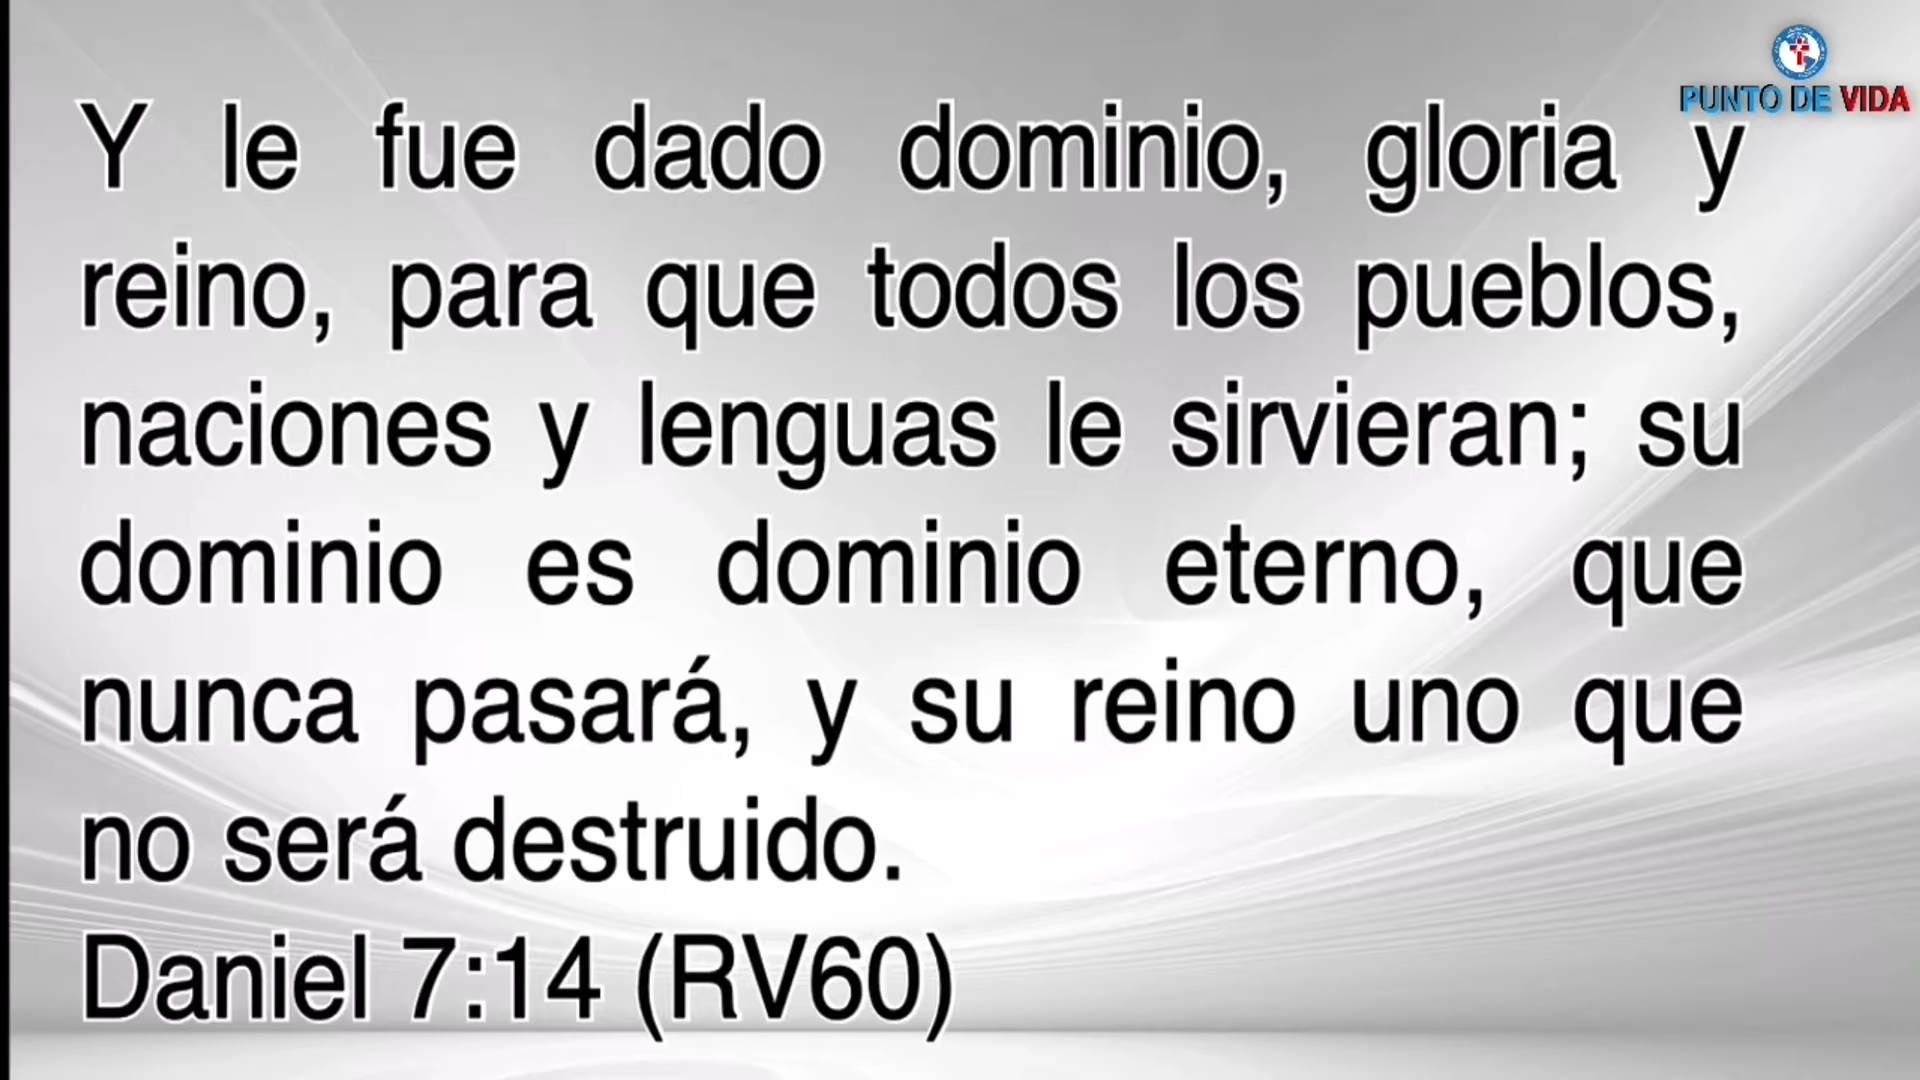 PUNTO DE VIDA
Y le fue dado dominio, gloria y
reino, para que todos los pueblos,
naciones y lenguas le sirvieran; su
dominio es dominio eterno, que
nunca pasará, y su reino uno que
no será destruido.
Daniel 7:14 (RV60)